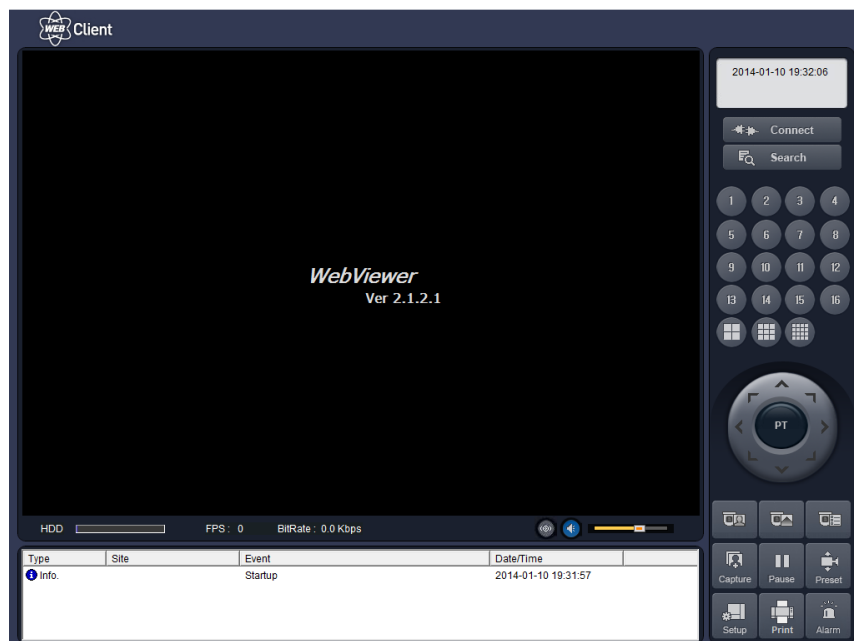 WEB Client
2014-01-10 19:32:06
Connect
Search
1 2 3 4
5 6 7 8
9 10 11 12
13 14 15 16
WebViewer
Ver 2.1.2.1
PT
HDD FPS : 0 BitRate : 0.0 Kbps
Type Site Event Date/Time
Info. Startup 2014-01-10 19:31:57
Capture Pause Preset
Setup Print Alarm